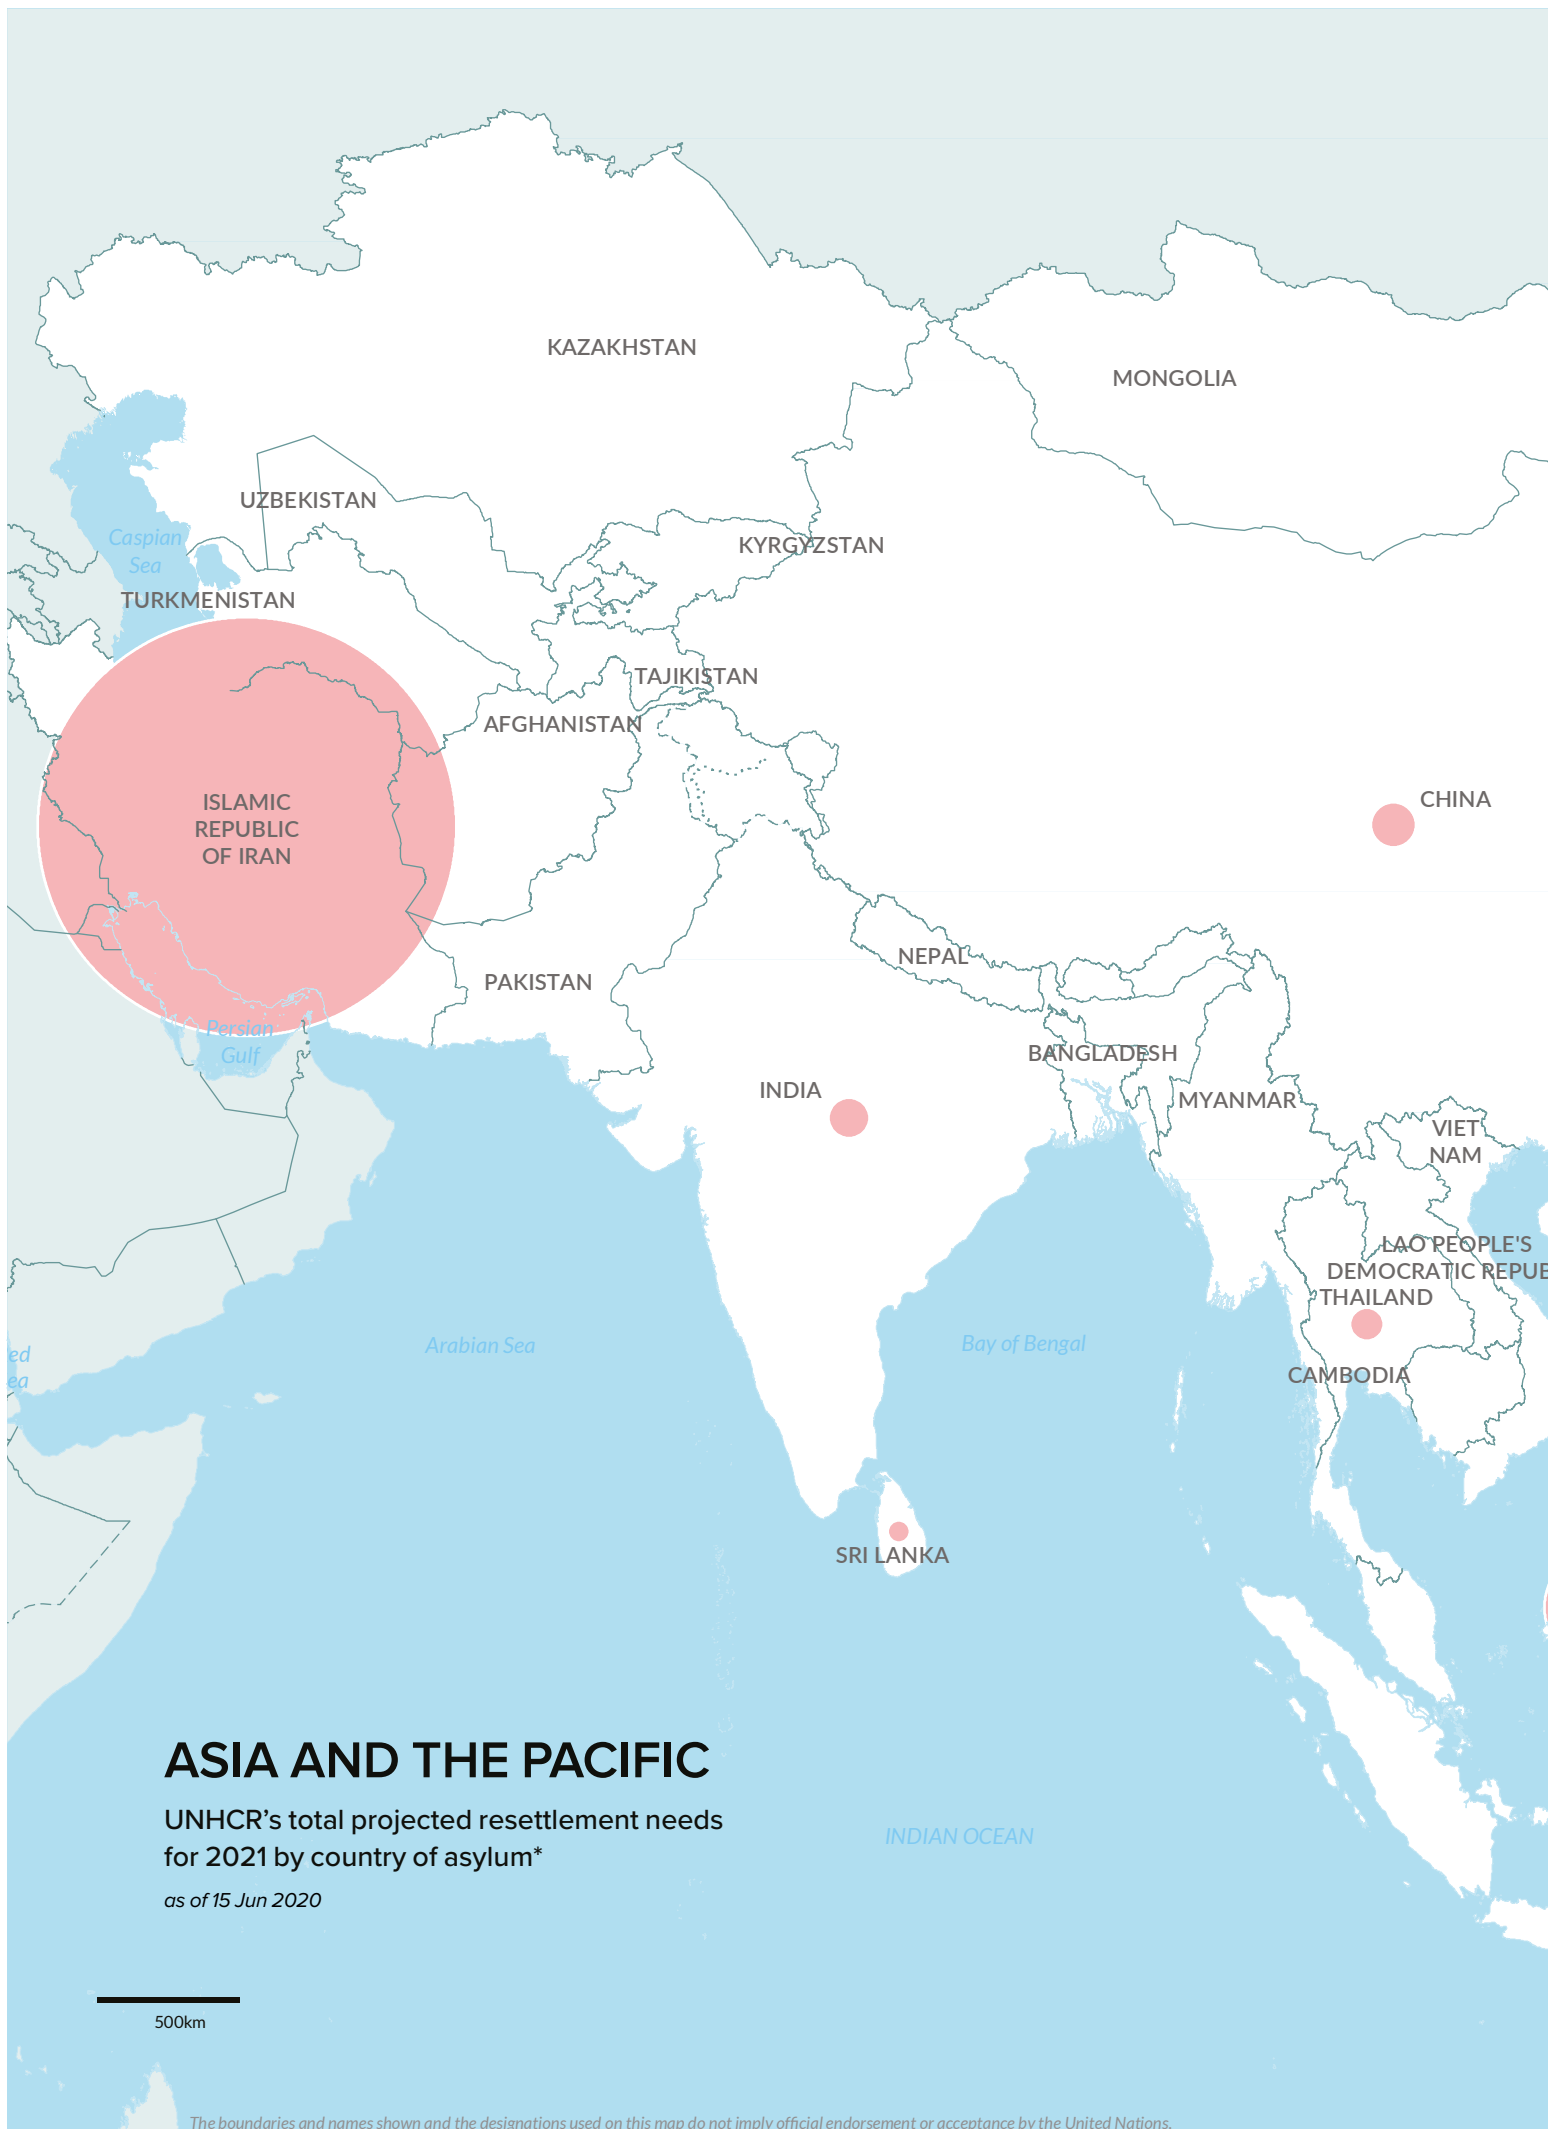 KAZAKHSTAN
MONGOLIA
UZBEKISTAN
Caspian
Sea
KYRGYZSTAN
TURKMENISTAN
TAJIKISTAN
AFGHANISTAN
ISLAMIC
REPUBLIC
OF IRAN
CHINA
NEPAL
PAKISTAN
Persian
Gulf
BANGLADESH
INDIA
MYANMAR
VIET
NAM
LAO PEOPLE'S
DEMOCRATIC REPUB
THAILAND
Arabian Sea
Bay of Bengal
ed
ea
CAMBODIA
SRI LANKA
ASIA AND THE PACIFIC
UNHCR’s total projected resettlement needs
for 2021 by country of asylum*
INDIAN OCEAN
as of 15 Jun 2020
500km
The boundaries and names shown and the designations used on this map do not imply official endorsement or acceptance by the United Nations.